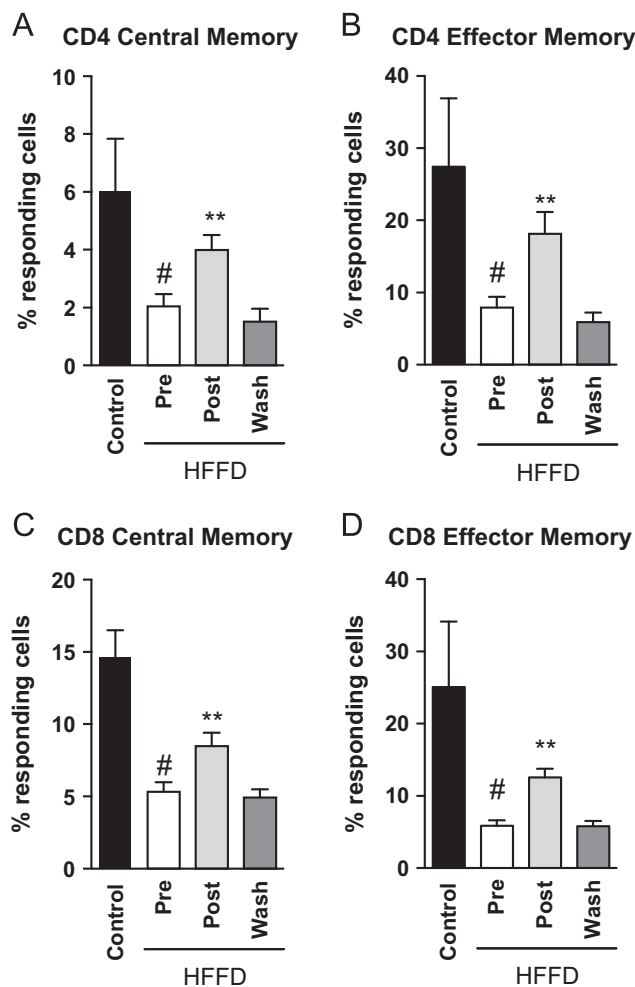 A
CD4 Central Memory
% responding cells
10
8
6
4
2
0
#
**
Control
Pre
Post
Wash
HFFD
B
CD4 Effector Memory
% responding cells
40
30
20
10
0
#
**
Control
Pre
Post
Wash
HFFD
C
CD8 Central Memory
% responding cells
20
15
10
5
0
#
**
Control
Pre
Post
Wash
HFFD
D
CD8 Effector Memory
% responding cells
40
30
20
10
0
#
**
Control
Pre
Post
Wash
HFFD